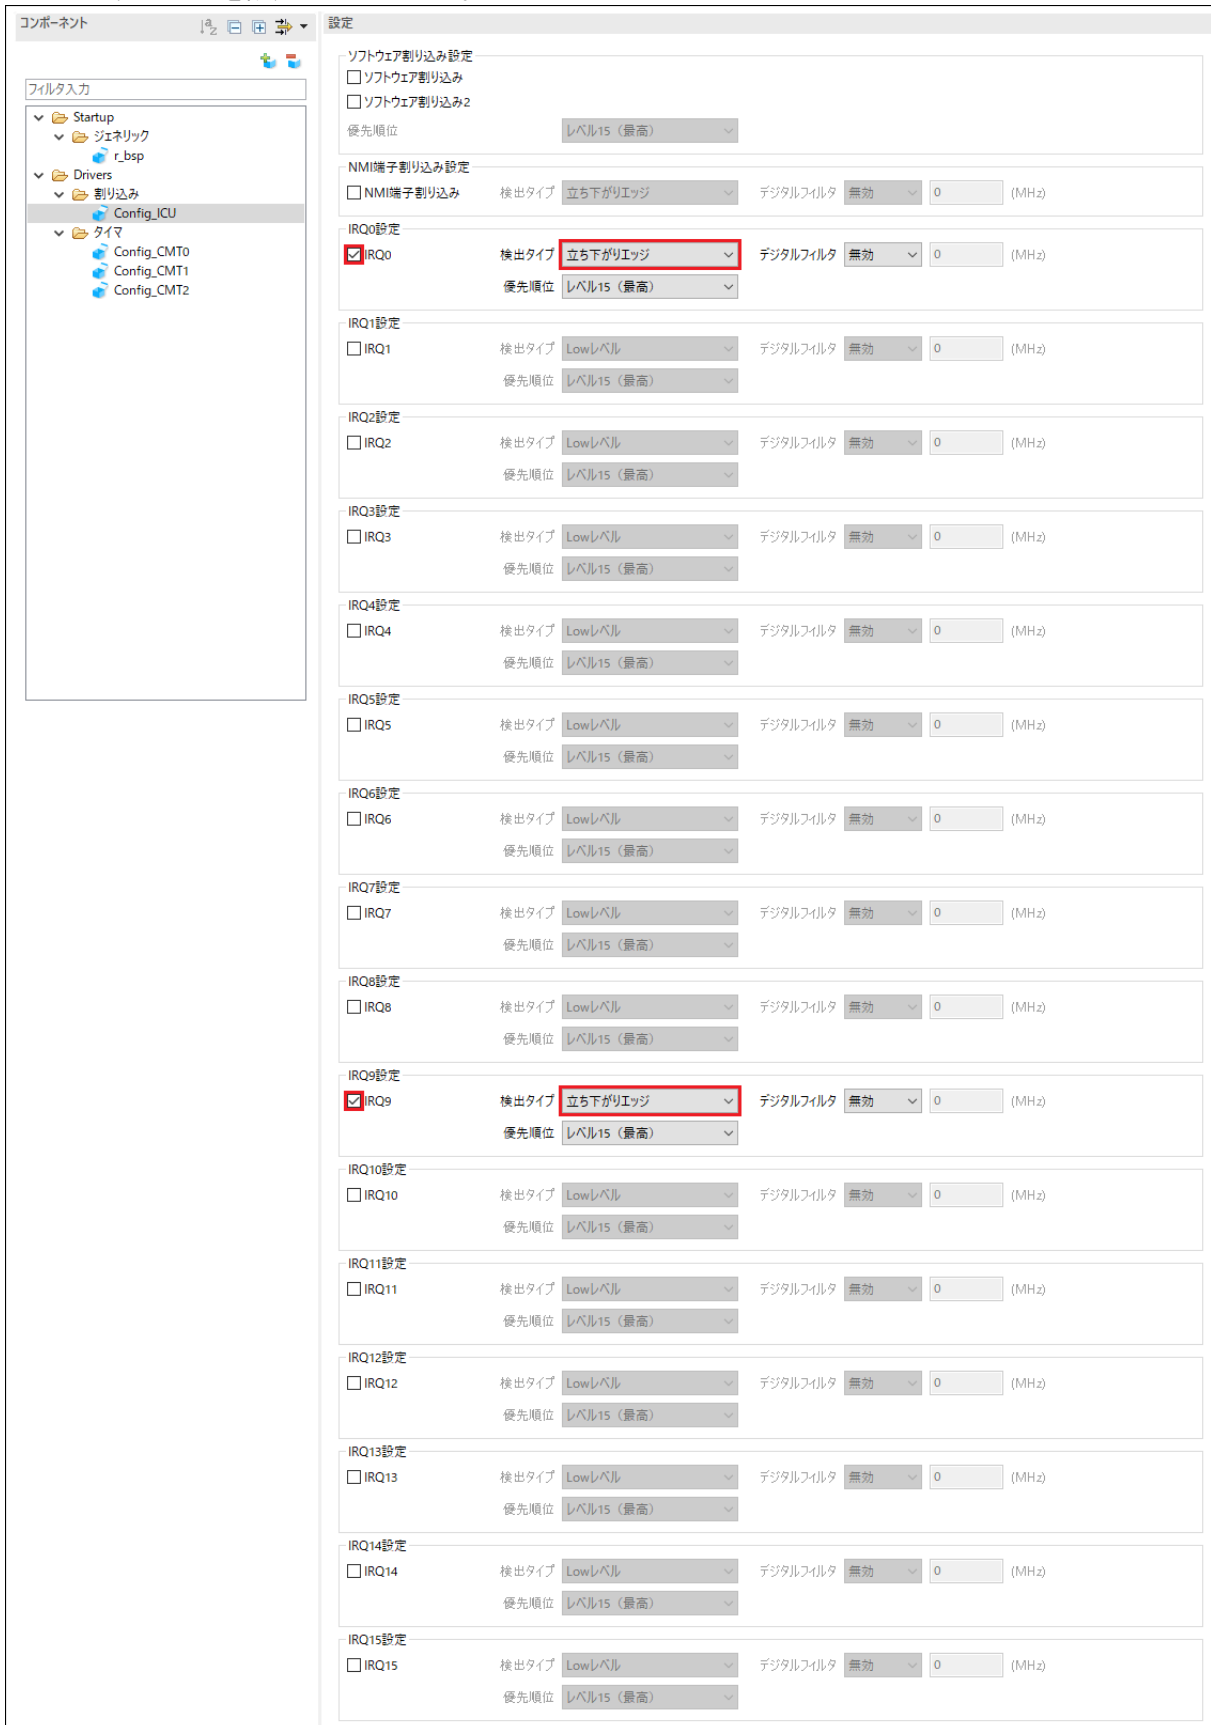 コンポーネント
フィルタ入力
Startup
ジェネリック
r_bsp
Drivers
割り込み
Config_ICU
タイマ
Config_CMT0
Config_CMT1
Config_CMT2
設定
ソフトウェア割り込み設定
ソフトウェア割り込み
ソフトウェア割り込み2
優先順位 レベル15（最高）
NMI端子割り込み設定
NMI端子割り込み 検出タイプ 立ち下がりエッジ デジタルフィルタ 無効 0 (MHz)
IRQ0設定
IRQ0 検出タイプ 立ち下がりエッジ デジタルフィルタ 無効 0 (MHz)
優先順位 レベル15（最高）
IRQ1設定
IRQ1 検出タイプ Lowレベル デジタルフィルタ 無効 0 (MHz)
優先順位 レベル15（最高）
IRQ2設定
IRQ2 検出タイプ Lowレベル デジタルフィルタ 無効 0 (MHz)
優先順位 レベル15（最高）
IRQ3設定
IRQ3 検出タイプ Lowレベル デジタルフィルタ 無効 0 (MHz)
優先順位 レベル15（最高）
IRQ4設定
IRQ4 検出タイプ Lowレベル デジタルフィルタ 無効 0 (MHz)
優先順位 レベル15（最高）
IRQ5設定
IRQ5 検出タイプ Lowレベル デジタルフィルタ 無効 0 (MHz)
優先順位 レベル15（最高）
IRQ6設定
IRQ6 検出タイプ Lowレベル デジタルフィルタ 無効 0 (MHz)
優先順位 レベル15（最高）
IRQ7設定
IRQ7 検出タイプ Lowレベル デジタルフィルタ 無効 0 (MHz)
優先順位 レベル15（最高）
IRQ8設定
IRQ8 検出タイプ Lowレベル デジタルフィルタ 無効 0 (MHz)
優先順位 レベル15（最高）
IRQ9設定
IRQ9 検出タイプ 立ち下がりエッジ デジタルフィルタ 無効 0 (MHz)
優先順位 レベル15（最高）
IRQ10設定
IRQ10 検出タイプ Lowレベル デジタルフィルタ 無効 0 (MHz)
優先順位 レベル15（最高）
IRQ11設定
IRQ11 検出タイプ Lowレベル デジタルフィルタ 無効 0 (MHz)
優先順位 レベル15（最高）
IRQ12設定
IRQ12 検出タイプ Lowレベル デジタルフィルタ 無効 0 (MHz)
優先順位 レベル15（最高）
IRQ13設定
IRQ13 検出タイプ Lowレベル デジタルフィルタ 無効 0 (MHz)
優先順位 レベル15（最高）
IRQ14設定
IRQ14 検出タイプ Lowレベル デジタルフィルタ 無効 0 (MHz)
優先順位 レベル15（最高）
IRQ15設定
IRQ15 検出タイプ Lowレベル デジタルフィルタ 無効 0 (MHz)
優先順位 レベル15（最高）